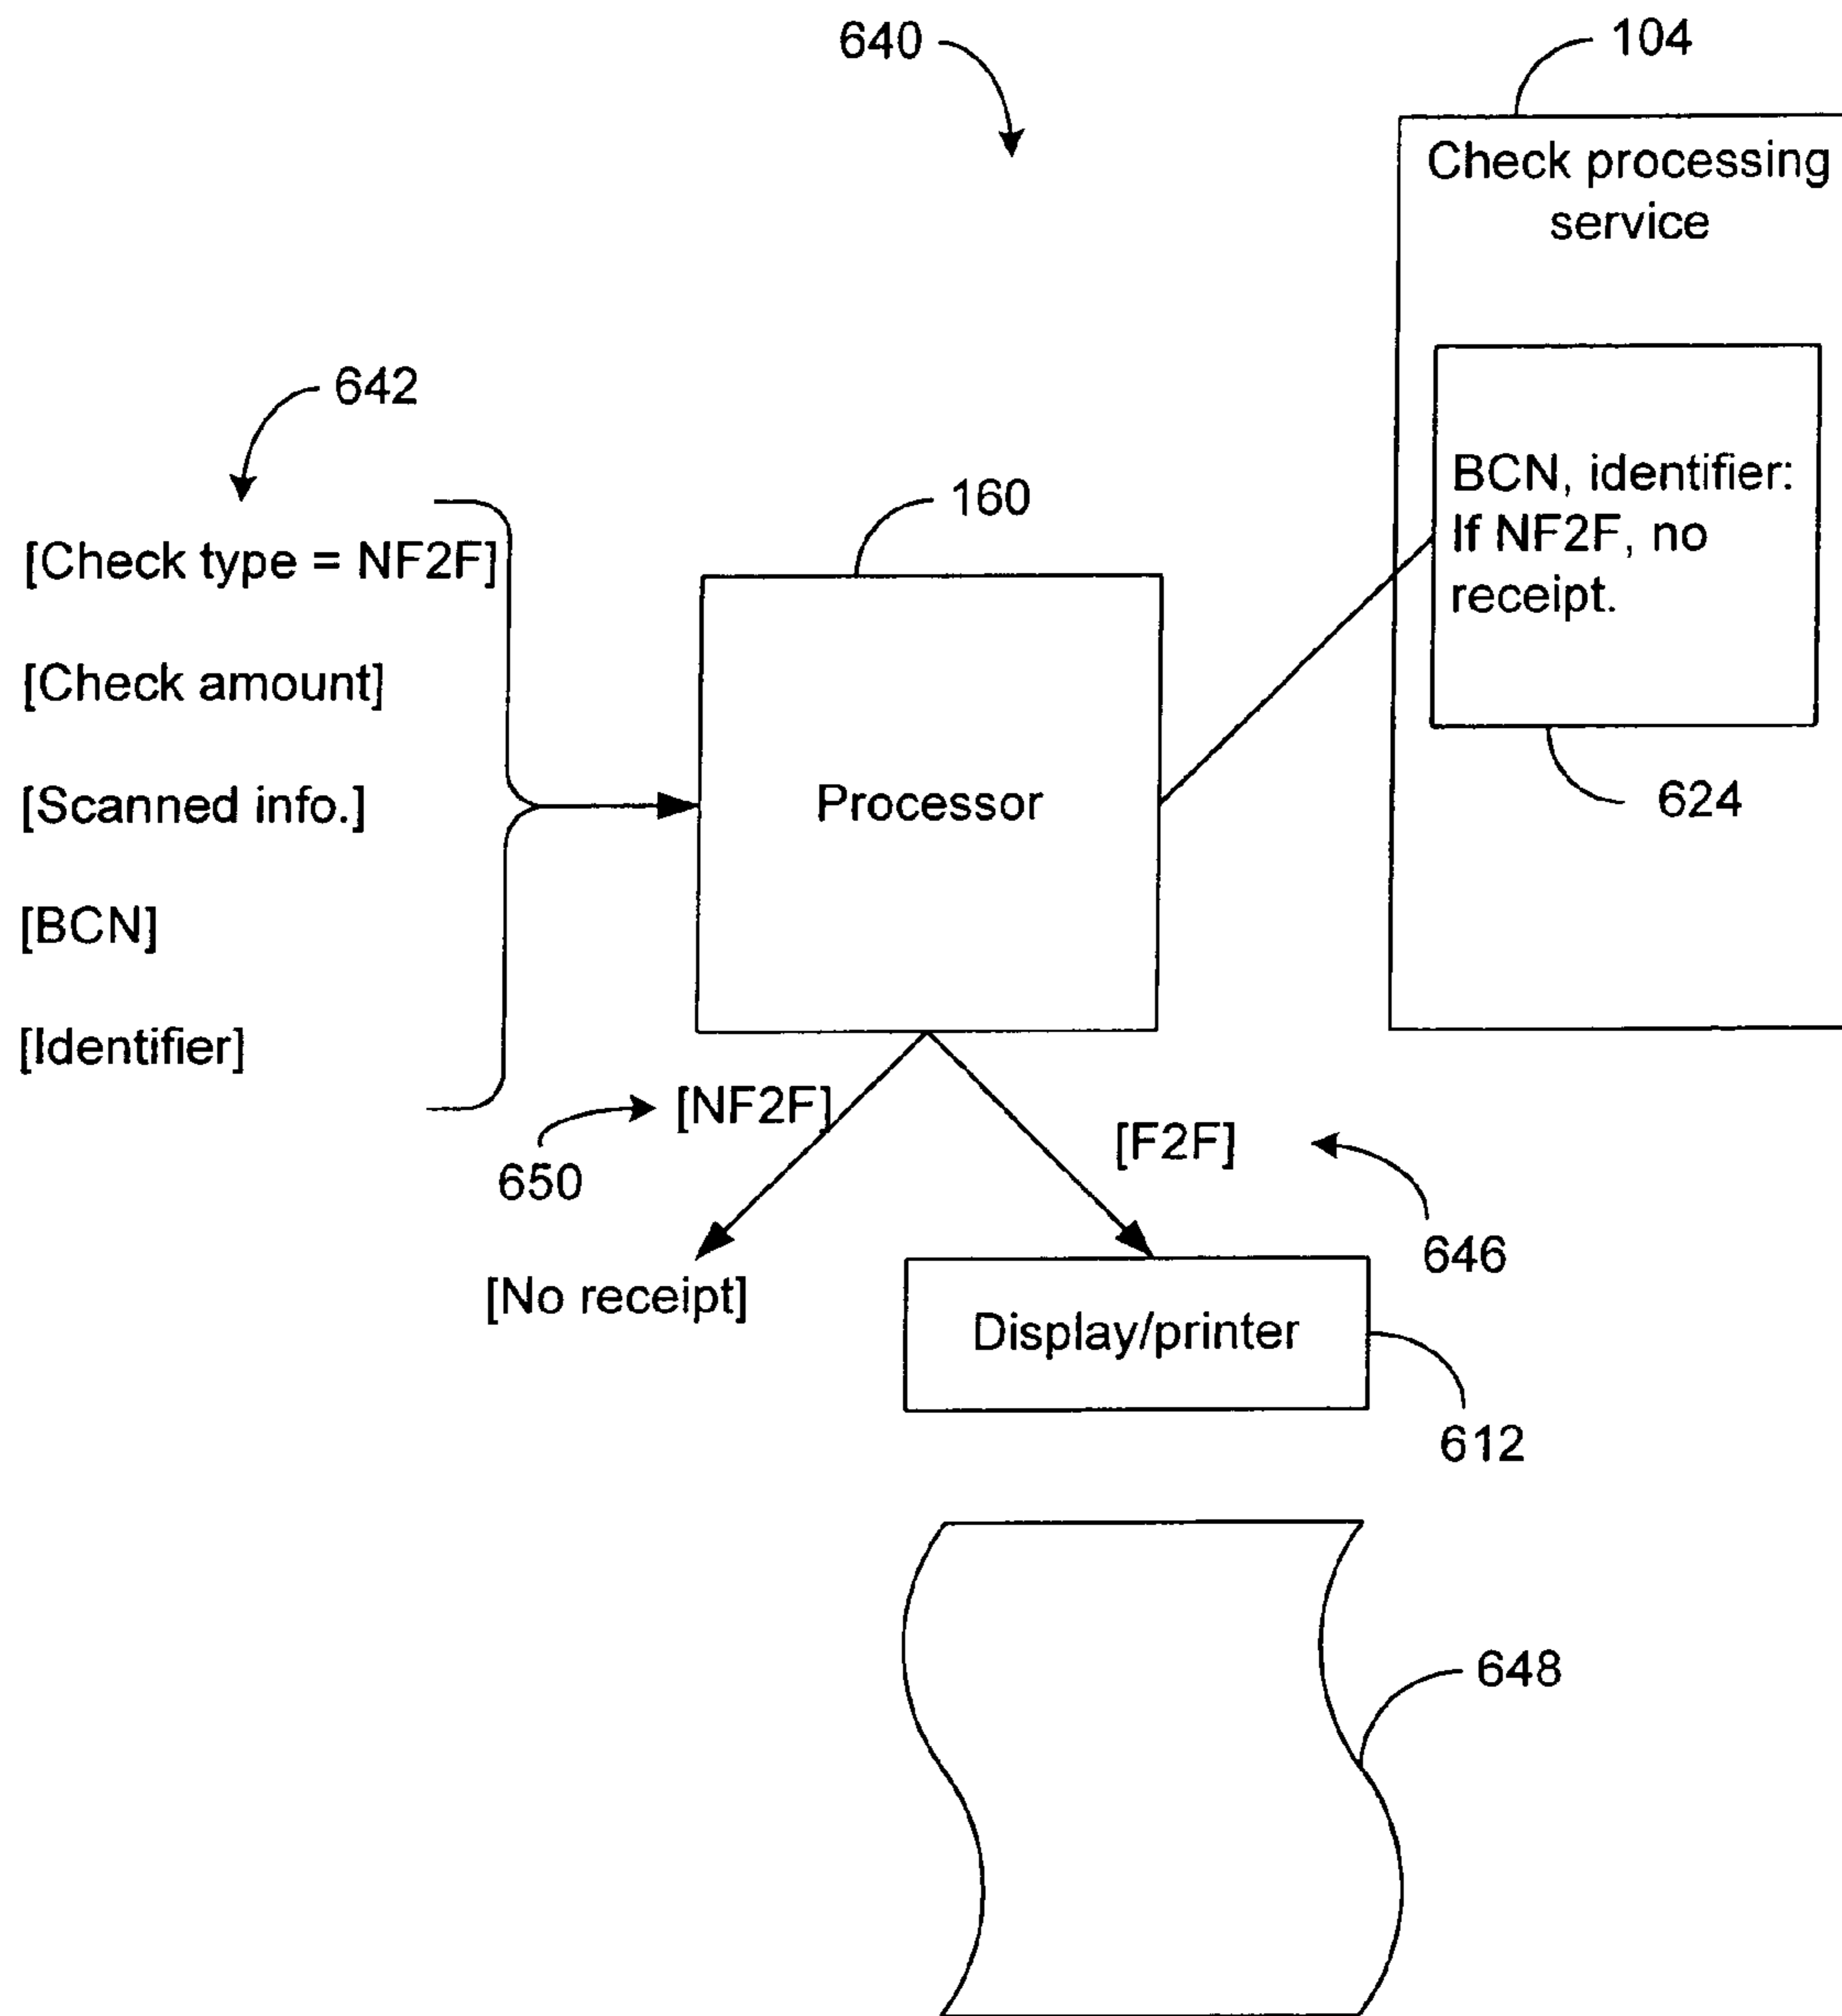 640
104
Check processing
service
642
BCN, identifier:
If NF2F, no
receipt.
624
160
[Check type = NF2F]
[Check amount]
[Scanned info.]
[BCN]
[Identifier]
Processor
650
[NF2F]
[F2F]
646
[No receipt]
Display/printer
612
648